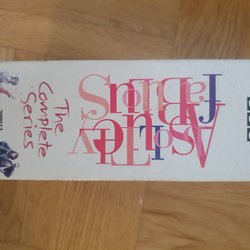 AbSoluTely
FabUlouS
The
Complete
Series